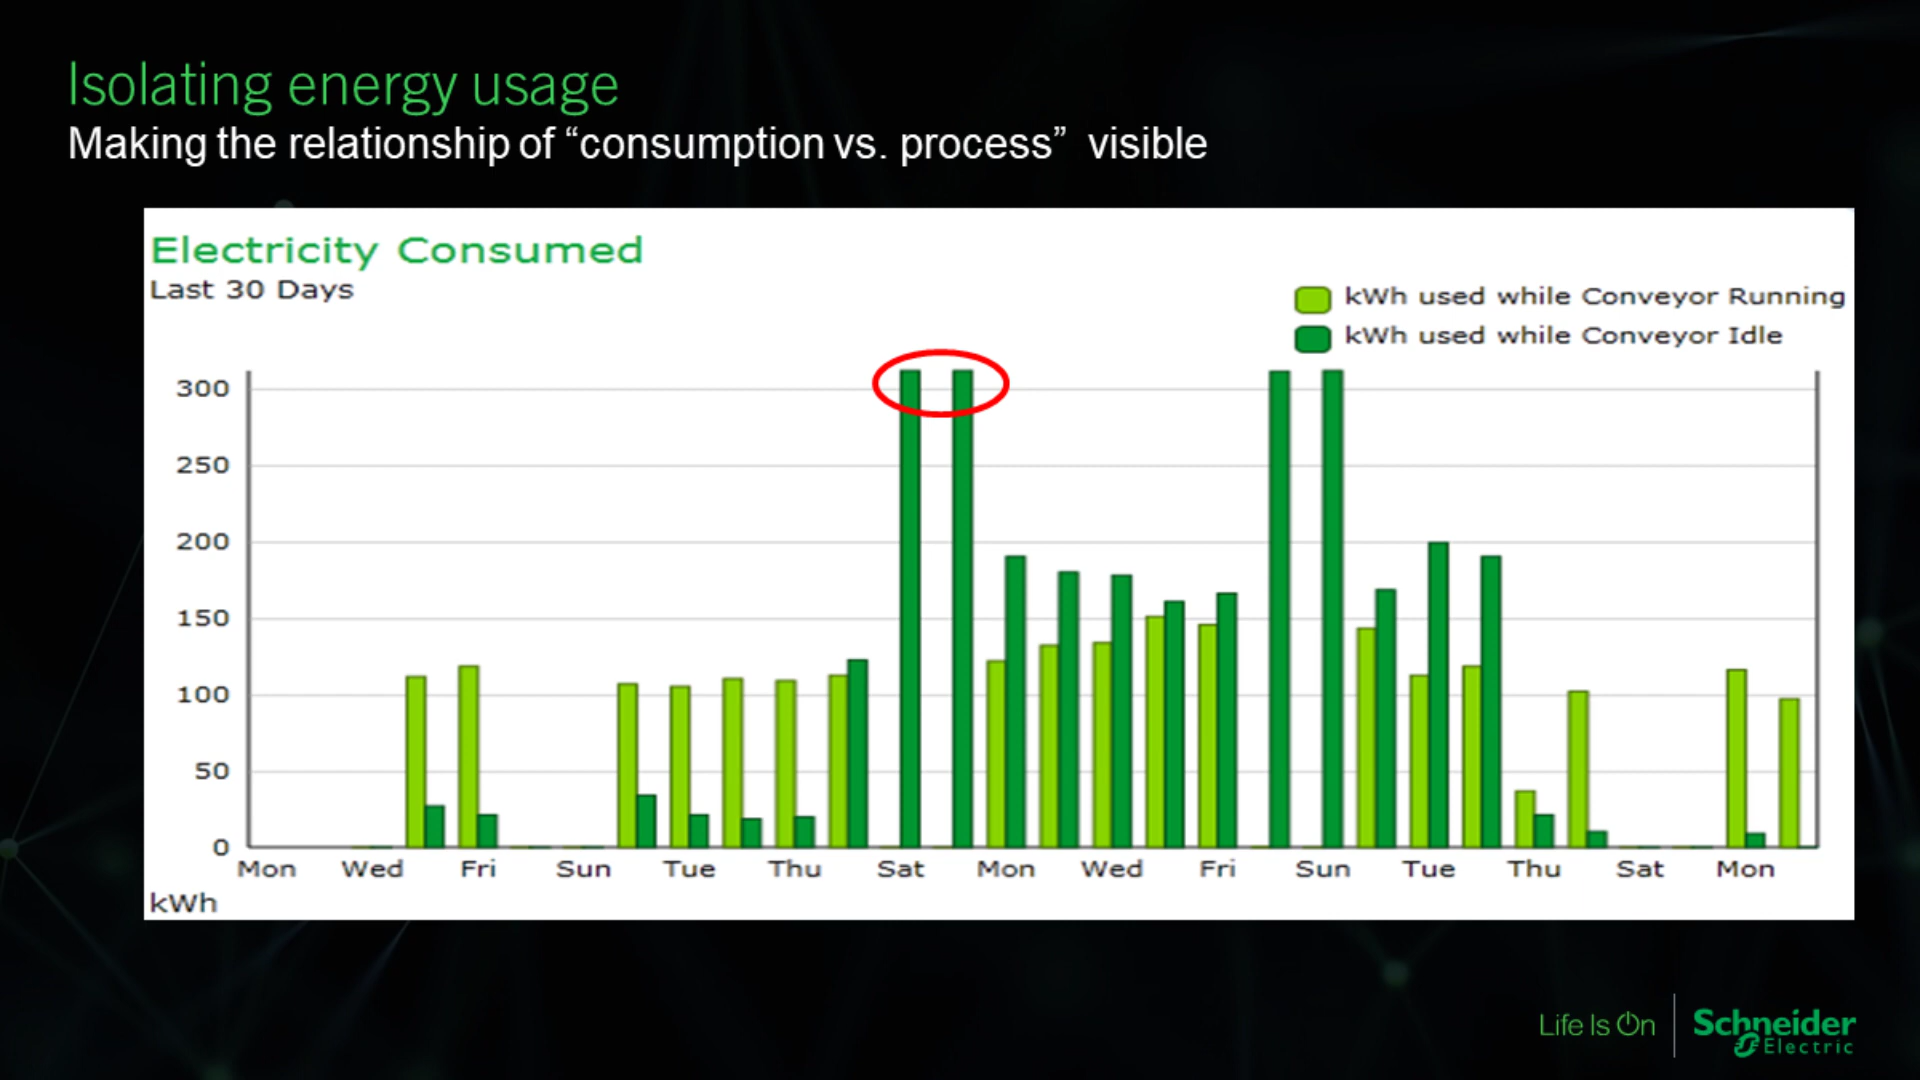 Isolating energy usage
Making the relationship of “consumption vs. process”  visible
Electricity Consumed
Last 30 Days
kWh used while Conveyor Running
kWh used while Conveyor Idle
300
250
200
150
100
50
0
Mon Wed Fri Sun Tue Thu Sat Mon Wed Fri Sun Tue Thu Sat Mon
kWh
Life Is On
Schneider
Electric